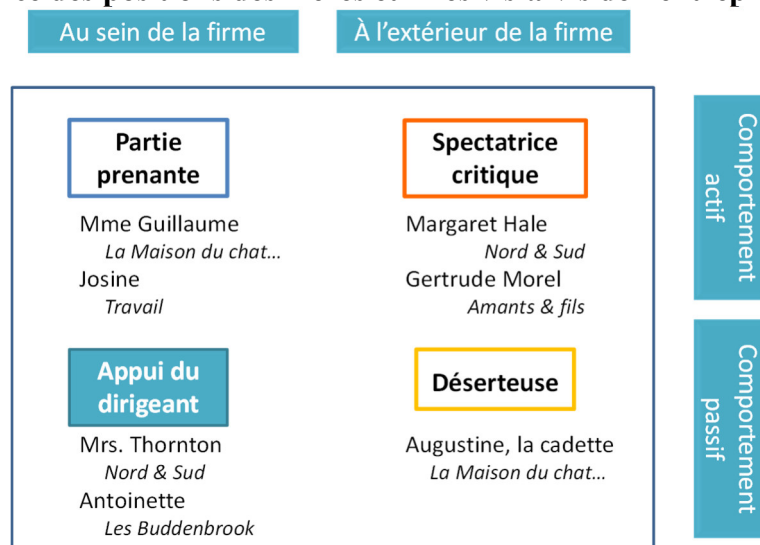 Au sein de la firme
À l'extérieur de la firme
Partie
prenante
Mme Guillaume
La Maison du chat…
Josine
Travail
Spectatrice
critique
Margaret Hale
Nord & Sud
Gertrude Morel
Amants & fils
Comportement
actif
Appui du
dirigeant
Mrs. Thornton
Nord & Sud
Antoinette
Les Buddenbrook
Déserteuse
Augustine, la cadette
La Maison du chat…
Comportement
passif